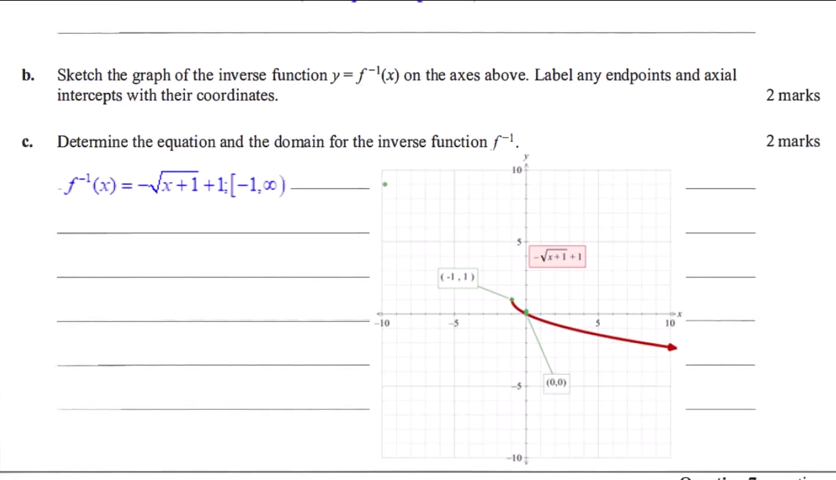 b. Sketch the graph of the inverse function y = f⁻¹(x) on the axes above. Label any endpoints and axial
intercepts with their coordinates. 2 marks
c. Determine the equation and the domain for the inverse function f⁻¹. 2 marks
f⁻¹(x) = −√(x+1) + 1; [−1, ∞)
y
10
5
−√(x+1) + 1
(-1, 1)
−10 −5 5 10 x
−5
(0,0)
−10